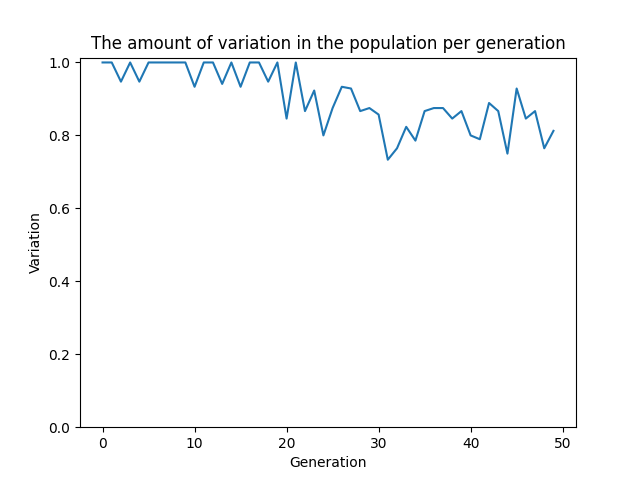 The amount of variation in the population per generation
1.0
0.8
0.6
0.4
0.2
0.0
Variation
0 10 20 30 40 50
Generation